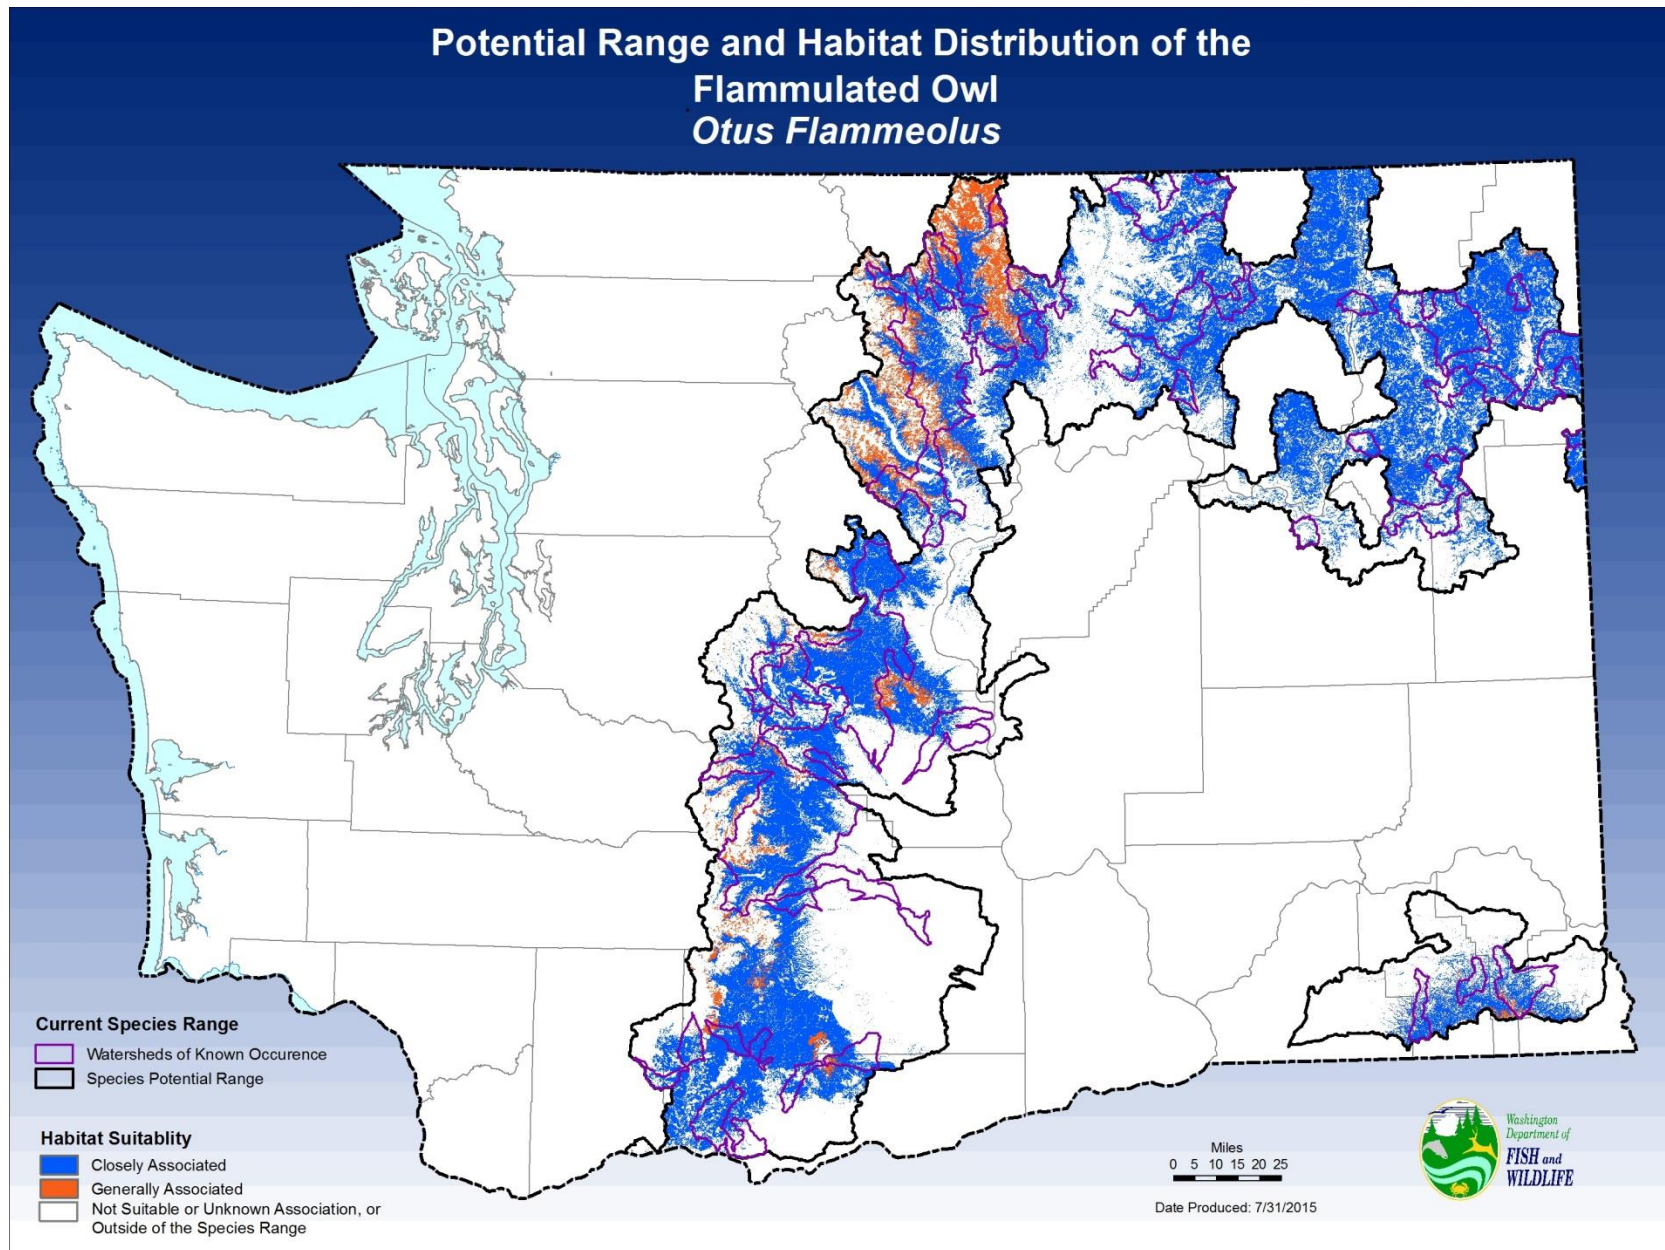 Potential Range and Habitat Distribution of the
Flammulated Owl
Otus Flammeolus
Current Species Range
Watersheds of Known Occurence
Species Potential Range
Habitat Suitablity
Closely Associated
Generally Associated
Not Suitable or Unknown Association, or
Outside of the Species Range
Miles
0 5 10 15 20 25
Date Produced: 7/31/2015
Washington
Department of
FISH and
WILDLIFE